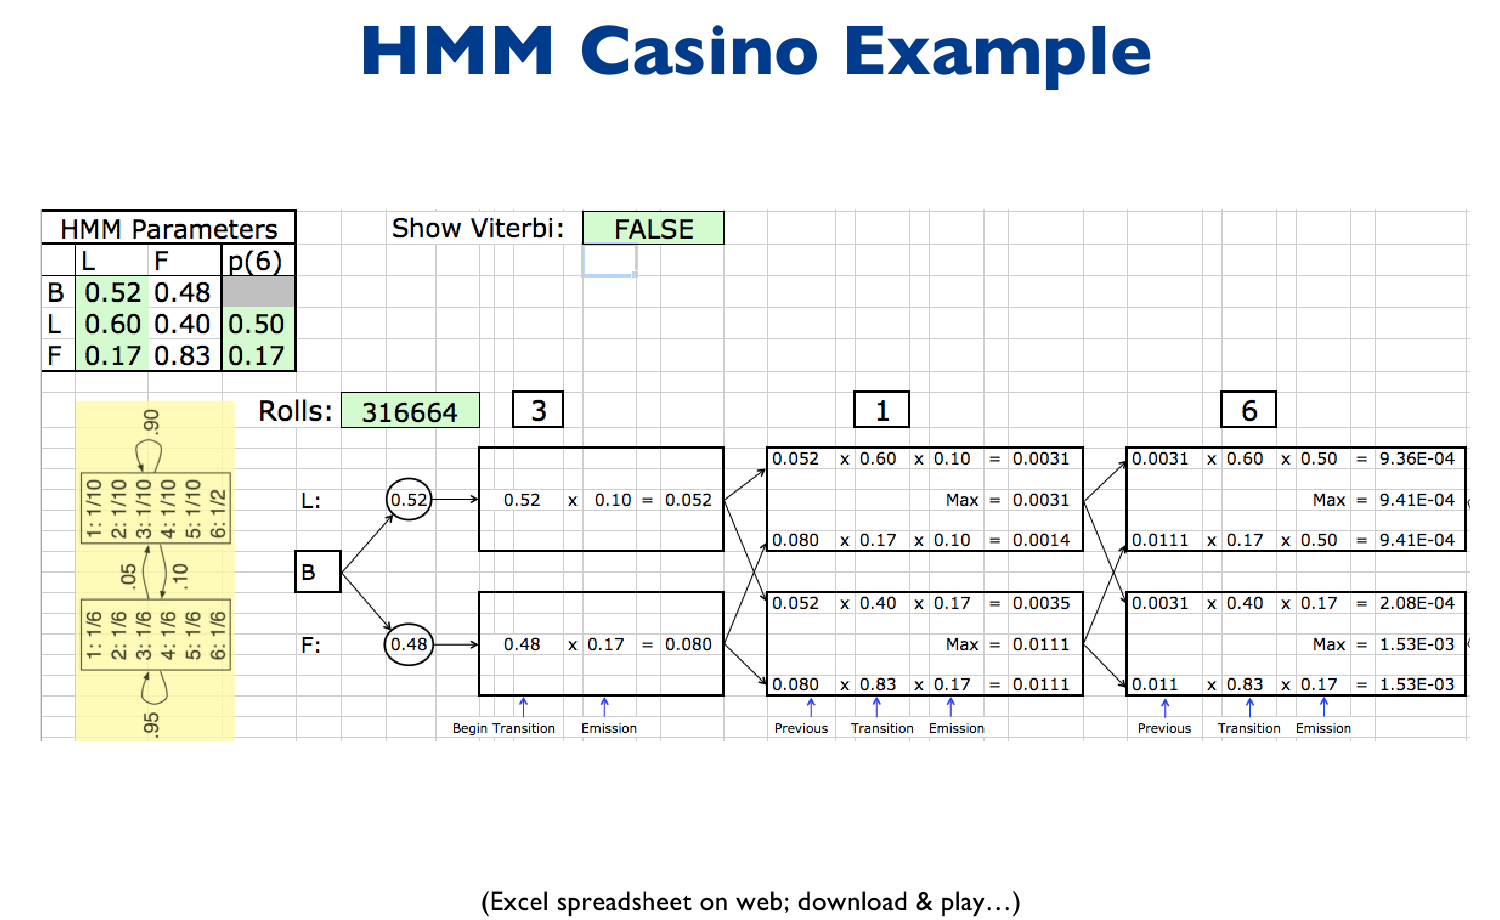 HMM Casino Example
HMM Parameters
Show Viterbi: FALSE
L F p(6)
B 0.52 0.48
L 0.60 0.40 0.50
F 0.17 0.83 0.17
Rolls: 316664 3 1 6
.90
1: 1/10
2: 1/10
3: 1/10
4: 1/10
5: 1/10
6: 1/2
.05 .10
1: 1/6
2: 1/6
3: 1/6
4: 1/6
5: 1/6
6: 1/6
.95
0.052 x 0.60 x 0.10 = 0.0031 0.0031 x 0.60 x 0.50 = 9.36E-04
L: 0.52 0.52 x 0.10 = 0.052 Max = 0.0031 Max = 9.41E-04
0.080 x 0.17 x 0.10 = 0.0014 0.0111 x 0.17 x 0.50 = 9.41E-04
B
0.052 x 0.40 x 0.17 = 0.0035 0.0031 x 0.40 x 0.17 = 2.08E-04
F: 0.48 0.48 x 0.17 = 0.080 Max = 0.0111 Max = 1.53E-03
0.080 x 0.83 x 0.17 = 0.0111 0.011 x 0.83 x 0.17 = 1.53E-03
Begin Transition Emission Previous Transition Emission Previous Transition Emission
(Excel spreadsheet on web; download & play…)